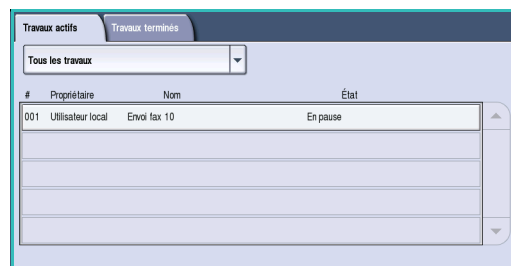 Travaux actifs Travaux terminés
Tous les travaux
# Propriétaire Nom État
001 Utilisateur local Envoi fax 10 En pause